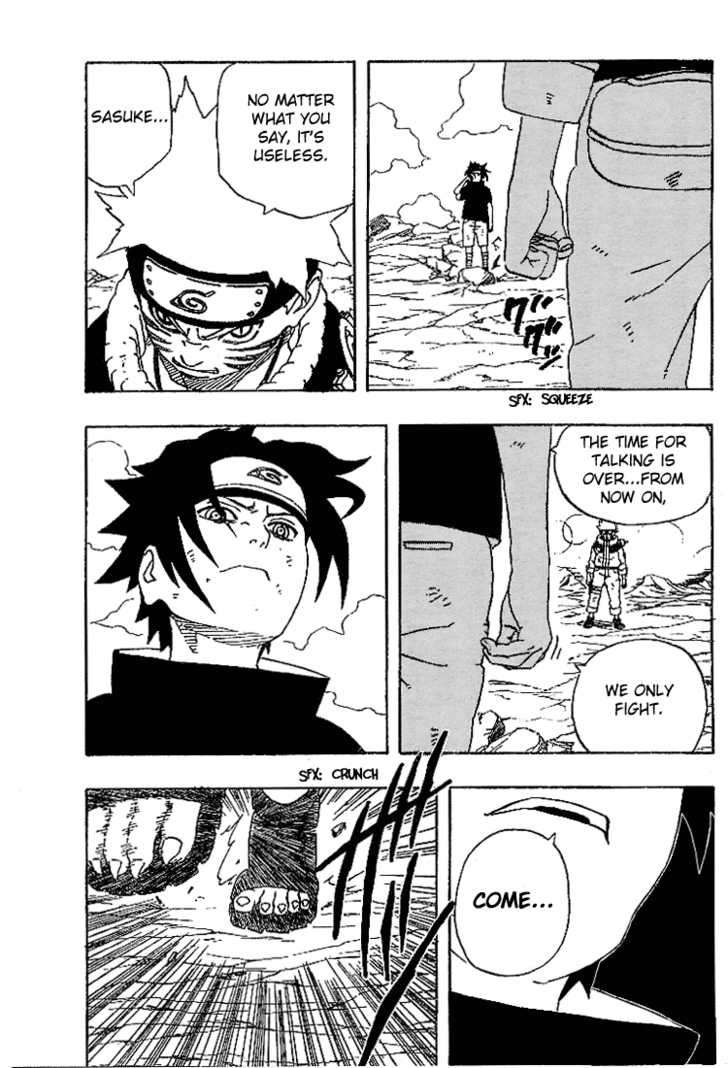 SFX: SQUEEZE
NO MATTER
WHAT YOU
SAY, IT'S
USELESS.
SASUKE...
THE TIME FOR
TALKING IS
OVER...FROM
NOW ON,
WE ONLY
FIGHT.
COME...
SFX: CRUNCH